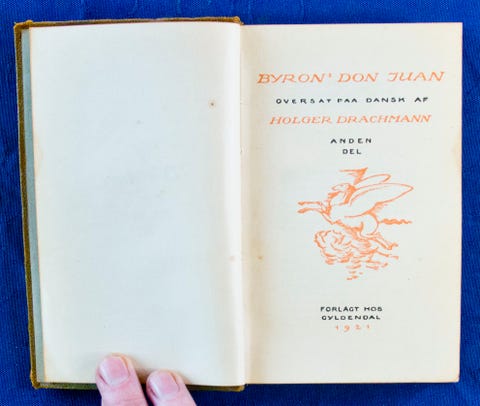 BYRON' DON JUAN
OVERSAT PAA DANSK AF
HOLGER DRACHMANN
ANDEN
DEL
FORLAGT HOS
GYLDENDAL
1921